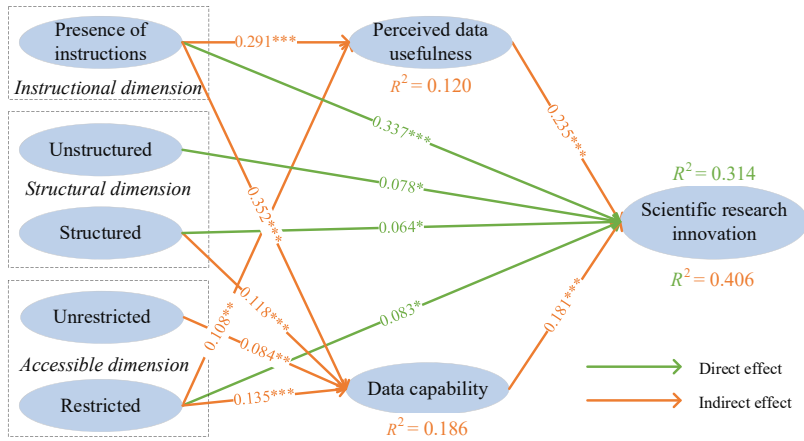 Presence of
instructions
Instructional dimension
Unstructured
Structural dimension
Structured
Unrestricted
Accessible dimension
Restricted
0.291***
0.337***
0.352***
0.078*
0.064*
0.118***
0.108**
0.084**
0.135***
0.083*
Perceived data
usefulness
R² = 0.120
0.235***
0.181***
Data capability
R² = 0.186
R² = 0.314
Scientific research
innovation
R² = 0.406
Direct effect
Indirect effect